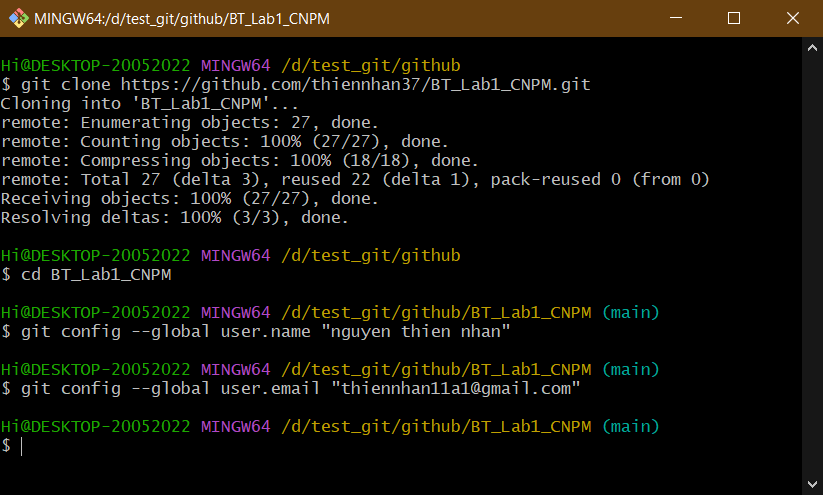 MINGW64:/d/test_git/github/BT_Lab1_CNPM
Hi@DESKTOP-20052022 MINGW64 /d/test_git/github
$ git clone https://github.com/thiennhan37/BT_Lab1_CNPM.git
Cloning into 'BT_Lab1_CNPM'...
remote: Enumerating objects: 27, done.
remote: Counting objects: 100% (27/27), done.
remote: Compressing objects: 100% (18/18), done.
remote: Total 27 (delta 3), reused 22 (delta 1), pack-reused 0 (from 0)
Receiving objects: 100% (27/27), done.
Resolving deltas: 100% (3/3), done.
Hi@DESKTOP-20052022 MINGW64 /d/test_git/github
$ cd BT_Lab1_CNPM
Hi@DESKTOP-20052022 MINGW64 /d/test_git/github/BT_Lab1_CNPM (main)
$ git config --global user.name "nguyen thien nhan"
Hi@DESKTOP-20052022 MINGW64 /d/test_git/github/BT_Lab1_CNPM (main)
$ git config --global user.email "thiennhan11a1@gmail.com"
Hi@DESKTOP-20052022 MINGW64 /d/test_git/github/BT_Lab1_CNPM (main)
$